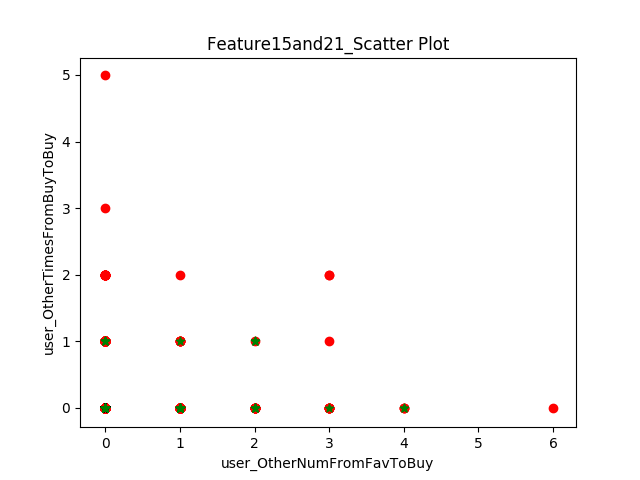 Feature15and21_Scatter Plot
5
4
3
2
1
0
user_OtherTimesFromBuyToBuy
0 1 2 3 4 5 6
user_OtherNumFromFavToBuy